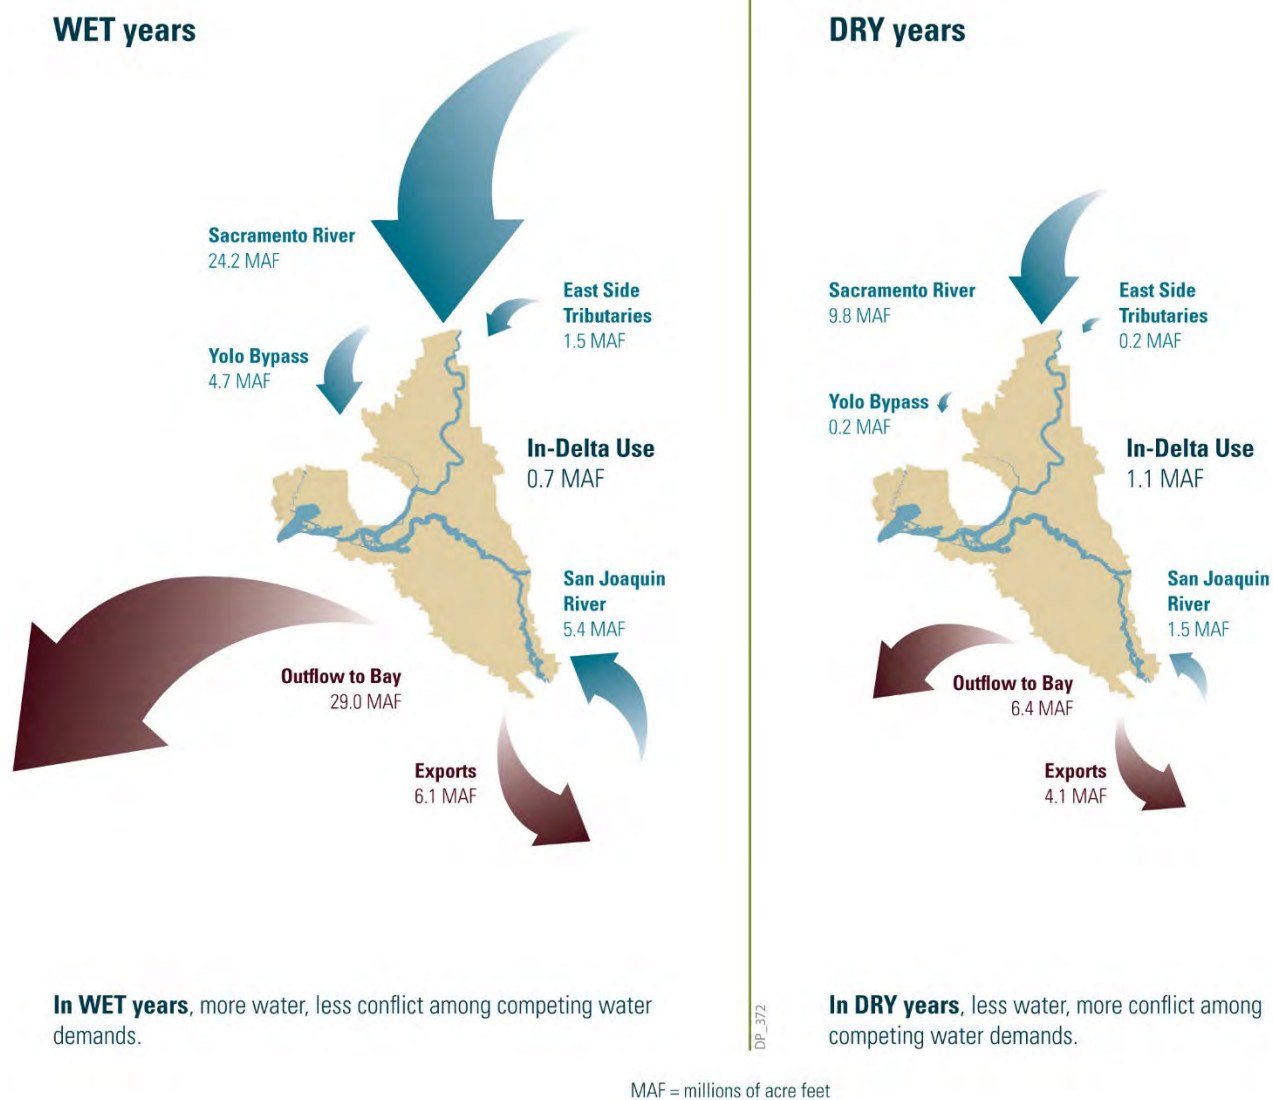 WET years
Sacramento River
24.2 MAF
East Side
Tributaries
1.5 MAF
Yolo Bypass
4.7 MAF
In-Delta Use
0.7 MAF
San Joaquin
River
5.4 MAF
Outflow to Bay
29.0 MAF
Exports
6.1 MAF
In WET years, more water, less conflict among competing water
demands.
DP_372
DRY years
Sacramento River
9.8 MAF
East Side
Tributaries
0.2 MAF
Yolo Bypass
0.2 MAF
In-Delta Use
1.1 MAF
San Joaquin
River
1.5 MAF
Outflow to Bay
6.4 MAF
Exports
4.1 MAF
In DRY years, less water, more conflict among
competing water demands.
MAF = millions of acre feet